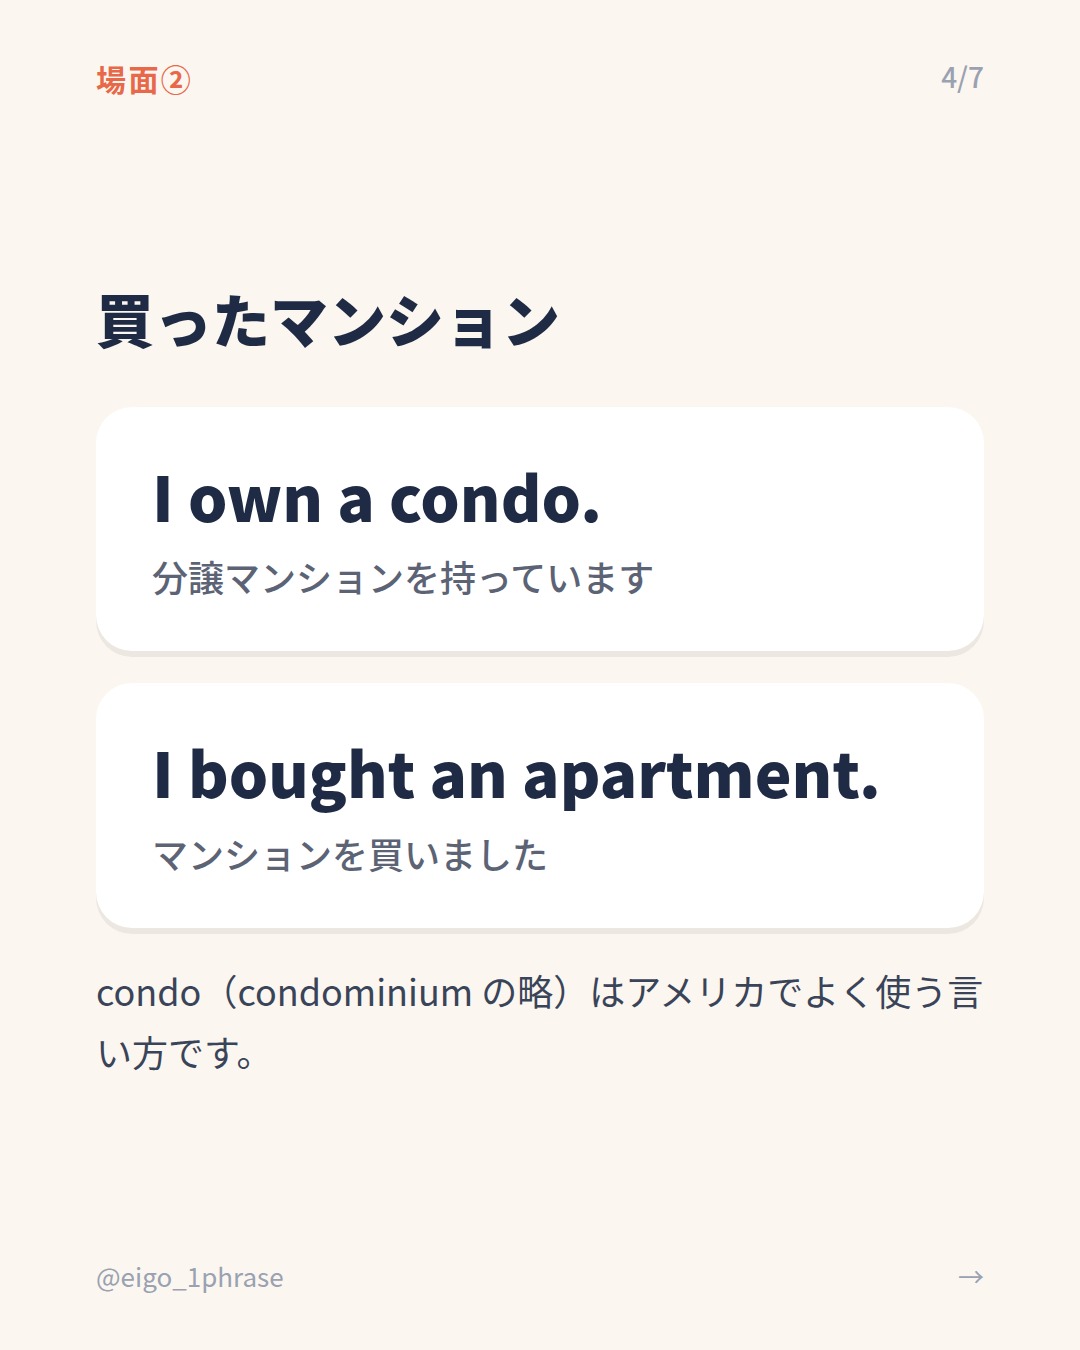 場面②
4/7
買ったマンション
I own a condo.
分譲マンションを持っています
I bought an apartment.
マンションを買いました
condo（condominium の略）はアメリカでよく使う言
い方です。
@eigo_1phrase
→